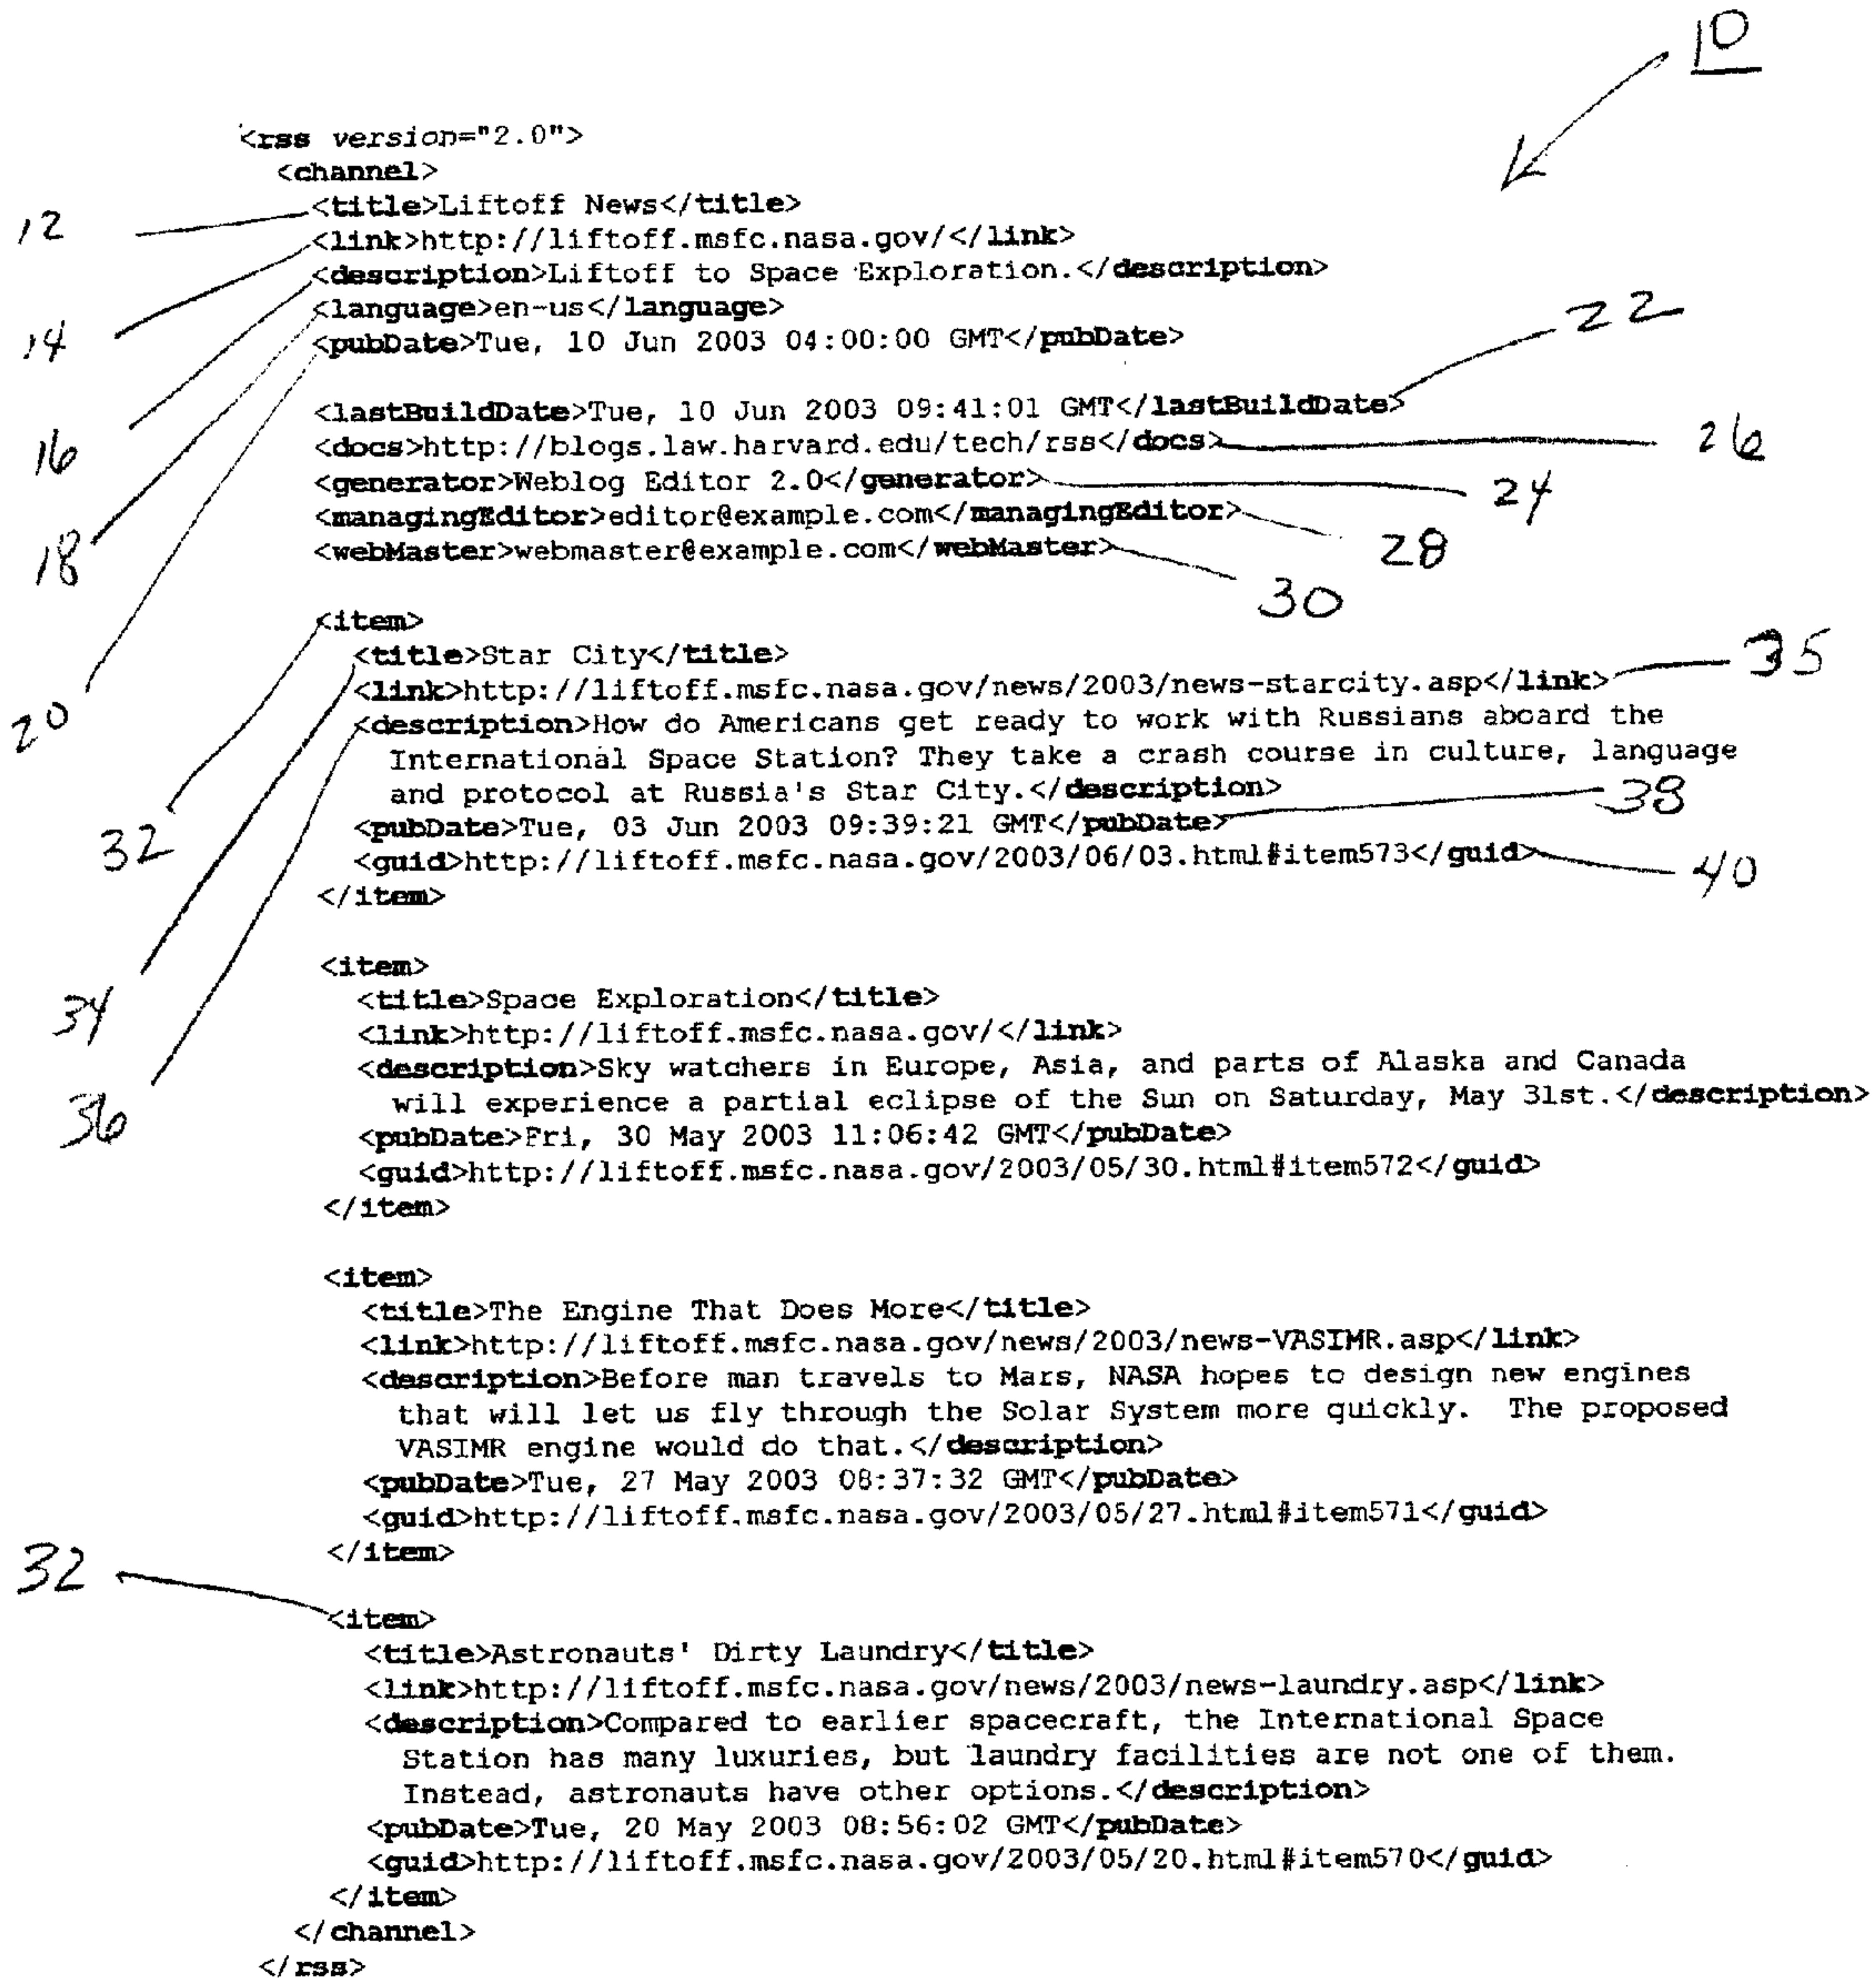 10
<rss version="2.0">
<channel>
12 <title>Liftoff News</title>
<link>http://liftoff.msfc.nasa.gov/</link>
<description>Liftoff to Space Exploration.</description>
<language>en-us</language> 22
14 <pubDate>Tue, 10 Jun 2003 04:00:00 GMT</pubDate>
<lastBuildDate>Tue, 10 Jun 2003 09:41:01 GMT</lastBuildDate>
16 <docs>http://blogs.law.harvard.edu/tech/rss</docs> 26
<generator>Weblog Editor 2.0</generator> 24
<managingEditor>editor@example.com</managingEditor> 28
18 <webMaster>webmaster@example.com</webMaster> 30
<item>
<title>Star City</title> 35
<link>http://liftoff.msfc.nasa.gov/news/2003/news-starcity.asp</link>
20 <description>How do Americans get ready to work with Russians aboard the
International Space Station? They take a crash course in culture, language
and protocol at Russia's Star City.</description> 38
<pubDate>Tue, 03 Jun 2003 09:39:21 GMT</pubDate>
32 <guid>http://liftoff.msfc.nasa.gov/2003/06/03.html#item573</guid> 40
</item>
<item>
34 <title>Space Exploration</title>
<link>http://liftoff.msfc.nasa.gov/</link>
<description>Sky watchers in Europe, Asia, and parts of Alaska and Canada
36 will experience a partial eclipse of the Sun on Saturday, May 31st.</description>
<pubDate>Fri, 30 May 2003 11:06:42 GMT</pubDate>
<guid>http://liftoff.msfc.nasa.gov/2003/05/30.html#item572</guid>
</item>
<item>
<title>The Engine That Does More</title>
<link>http://liftoff.msfc.nasa.gov/news/2003/news-VASIMR.asp</link>
<description>Before man travels to Mars, NASA hopes to design new engines
that will let us fly through the Solar System more quickly. The proposed
VASIMR engine would do that.</description>
<pubDate>Tue, 27 May 2003 08:37:32 GMT</pubDate>
<guid>http://liftoff.msfc.nasa.gov/2003/05/27.html#item571</guid>
</item>
32 <item>
<title>Astronauts' Dirty Laundry</title>
<link>http://liftoff.msfc.nasa.gov/news/2003/news-laundry.asp</link>
<description>Compared to earlier spacecraft, the International Space
Station has many luxuries, but laundry facilities are not one of them.
Instead, astronauts have other options.</description>
<pubDate>Tue, 20 May 2003 08:56:02 GMT</pubDate>
<guid>http://liftoff.msfc.nasa.gov/2003/05/20.html#item570</guid>
</item>
</channel>
</rss>